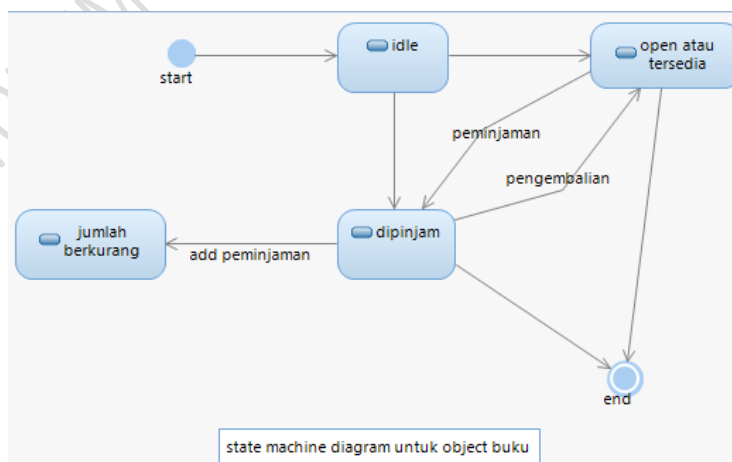 idle
open atau
tersedia
start
peminjaman
pengembalian
jumlah
berkurang
add peminjaman
dipinjam
end
state machine diagram untuk object buku